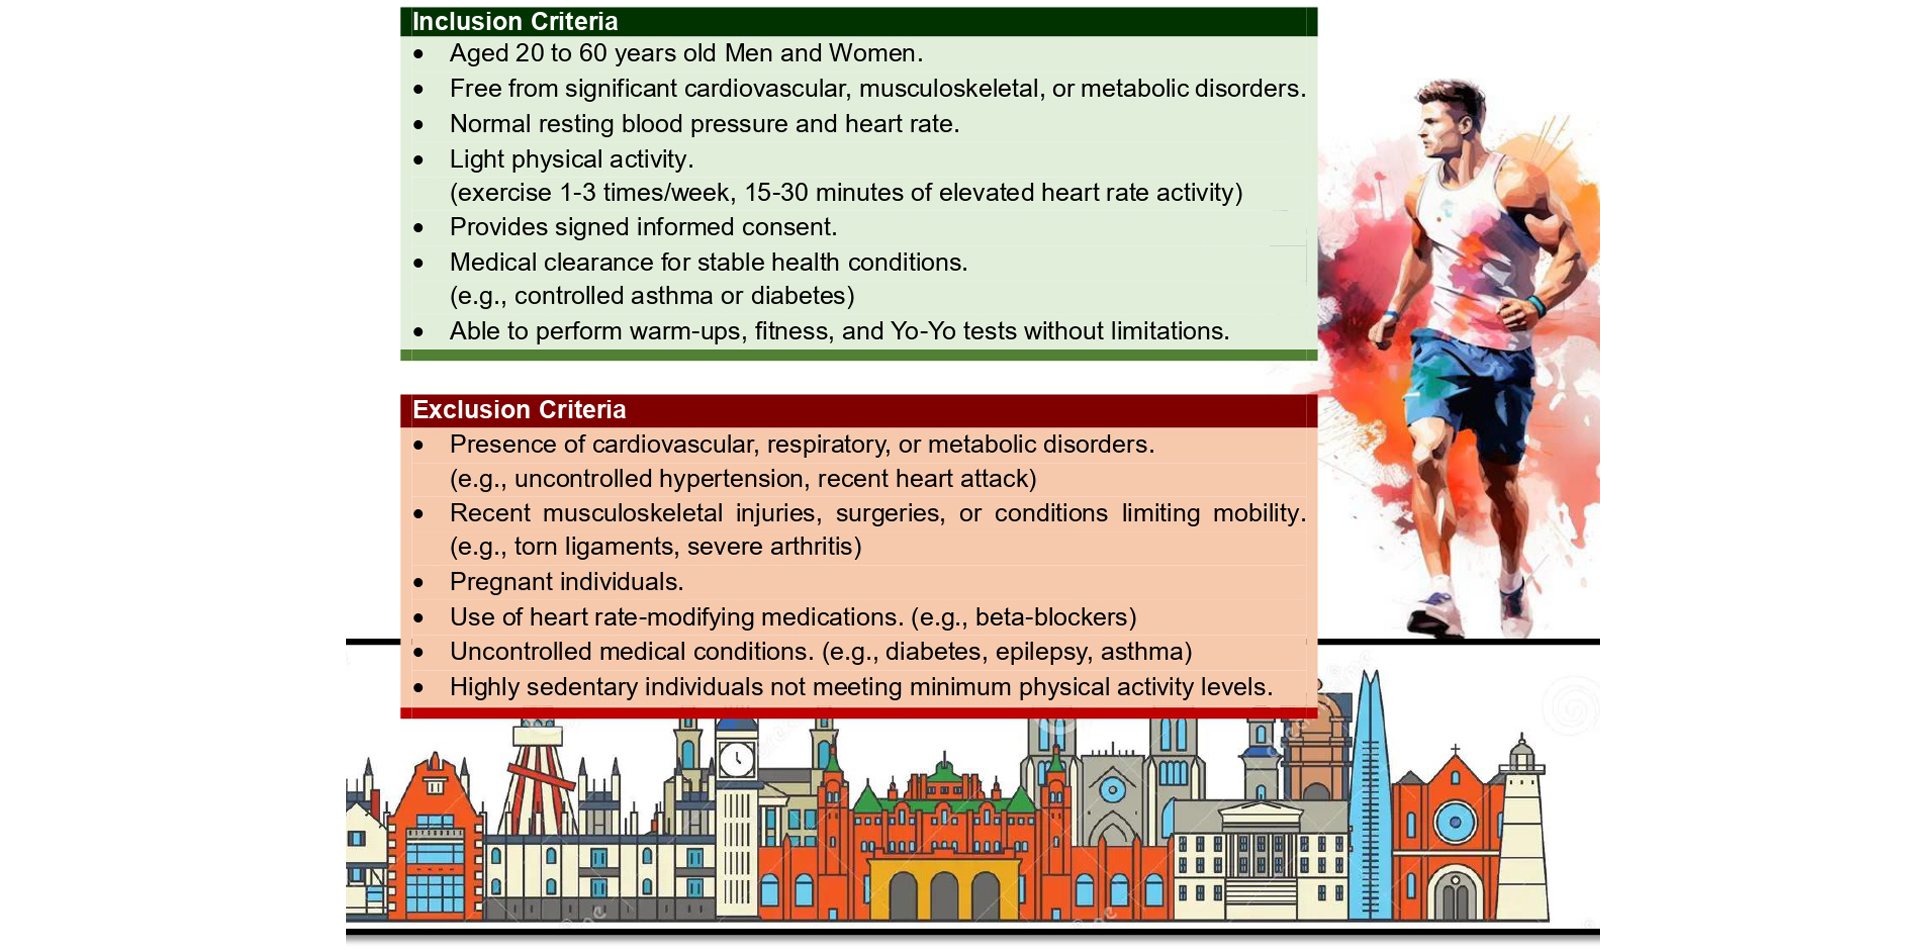 Inclusion Criteria
• Aged 20 to 60 years old Men and Women.
• Free from significant cardiovascular, musculoskeletal, or metabolic disorders.
• Normal resting blood pressure and heart rate.
• Light physical activity.
(exercise 1-3 times/week, 15-30 minutes of elevated heart rate activity)
• Provides signed informed consent.
• Medical clearance for stable health conditions.
(e.g., controlled asthma or diabetes)
• Able to perform warm-ups, fitness, and Yo-Yo tests without limitations.
Exclusion Criteria
• Presence of cardiovascular, respiratory, or metabolic disorders.
(e.g., uncontrolled hypertension, recent heart attack)
• Recent musculoskeletal injuries, surgeries, or conditions limiting mobility.
(e.g., torn ligaments, severe arthritis)
• Pregnant individuals.
• Use of heart rate-modifying medications. (e.g., beta-blockers)
• Uncontrolled medical conditions. (e.g., diabetes, epilepsy, asthma)
• Highly sedentary individuals not meeting minimum physical activity levels.